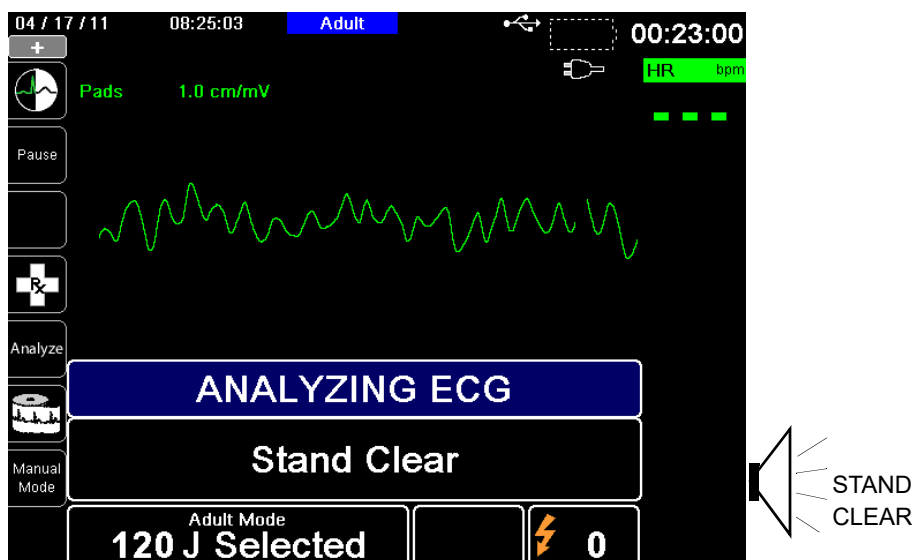 04 / 17 / 11 08:25:03 Adult 00:23:00
+
HR bpm
Pads 1.0 cm/mV
- - -
Pause
Rx
Analyze
ANALYZING ECG
Stand Clear
Manual
Mode
STAND
CLEAR
Adult Mode
120 J Selected 0